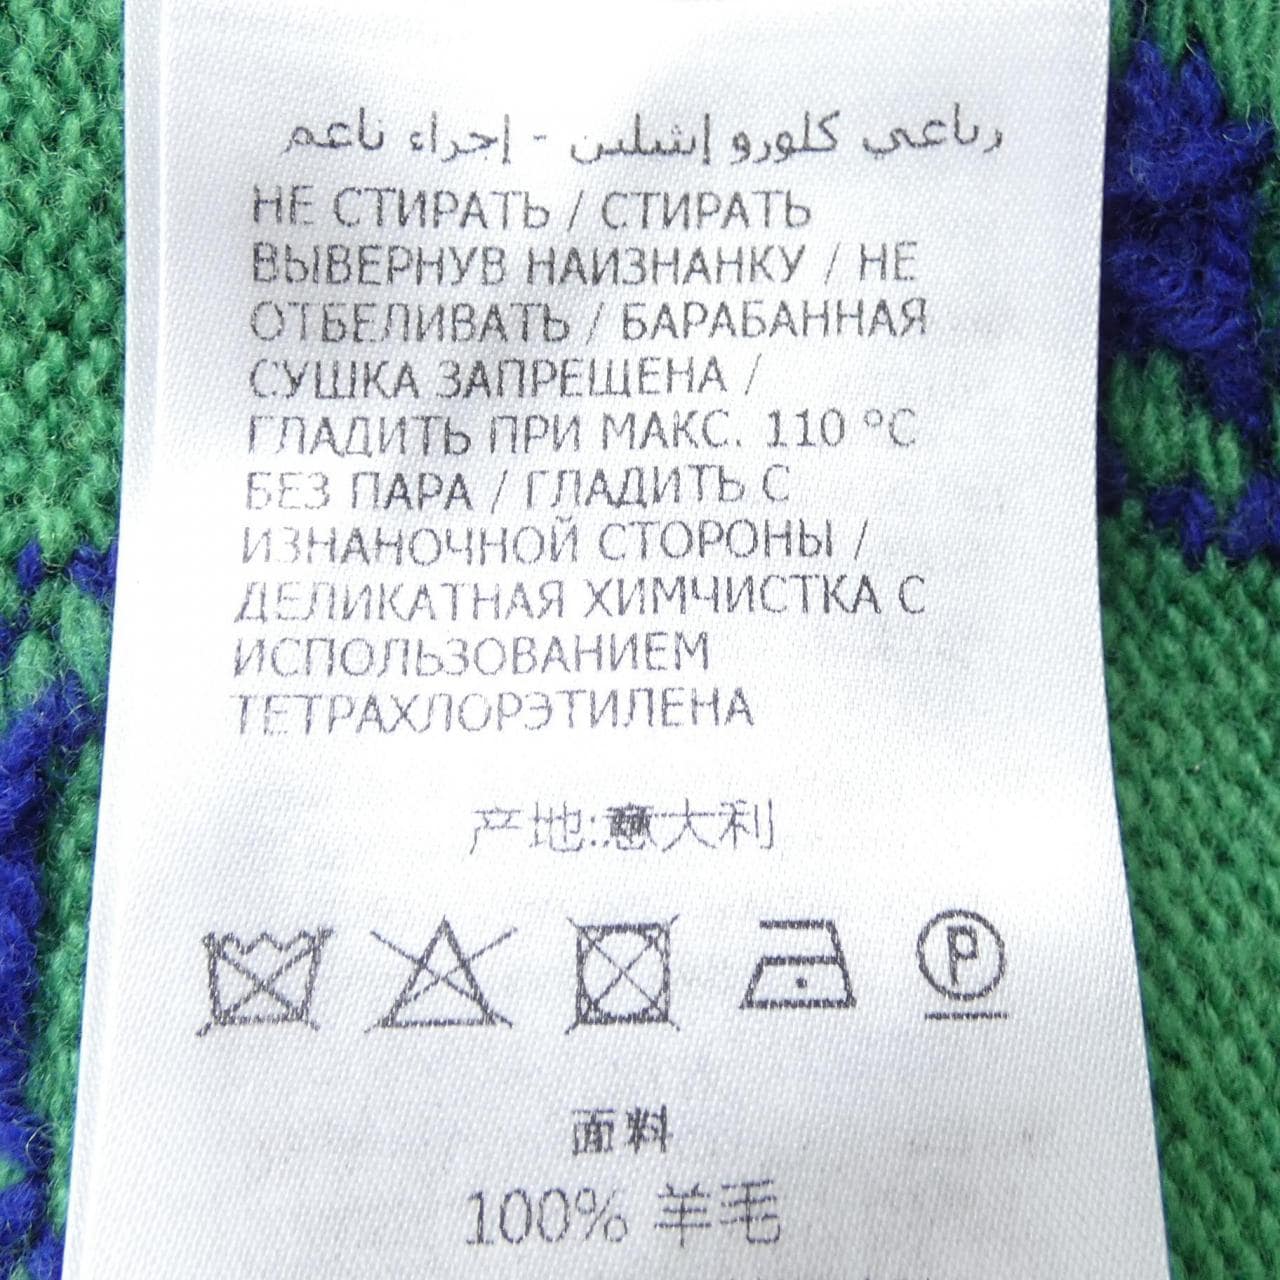 رباعي كلورو إشلين - إجراء ناعم
НЕ СТИРАТЬ / СТИРАТЬ
ВЫВЕРНУВ НАИЗНАНКУ / НЕ
ОТБЕЛИВАТЬ / БАРАБАННАЯ
СУШКА ЗАПРЕЩЕНА /
ГЛАДИТЬ ПРИ МАКС. 110 °C
БЕЗ ПАРА / ГЛАДИТЬ С
ИЗНАНОЧНОЙ СТОРОНЫ /
ДЕЛИКАТНАЯ ХИМЧИСТКА С
ИСПОЛЬЗОВАНИЕМ
ТЕТРАХЛОРЭТИЛЕНА
产地:意大利
P
面料
100% 羊毛